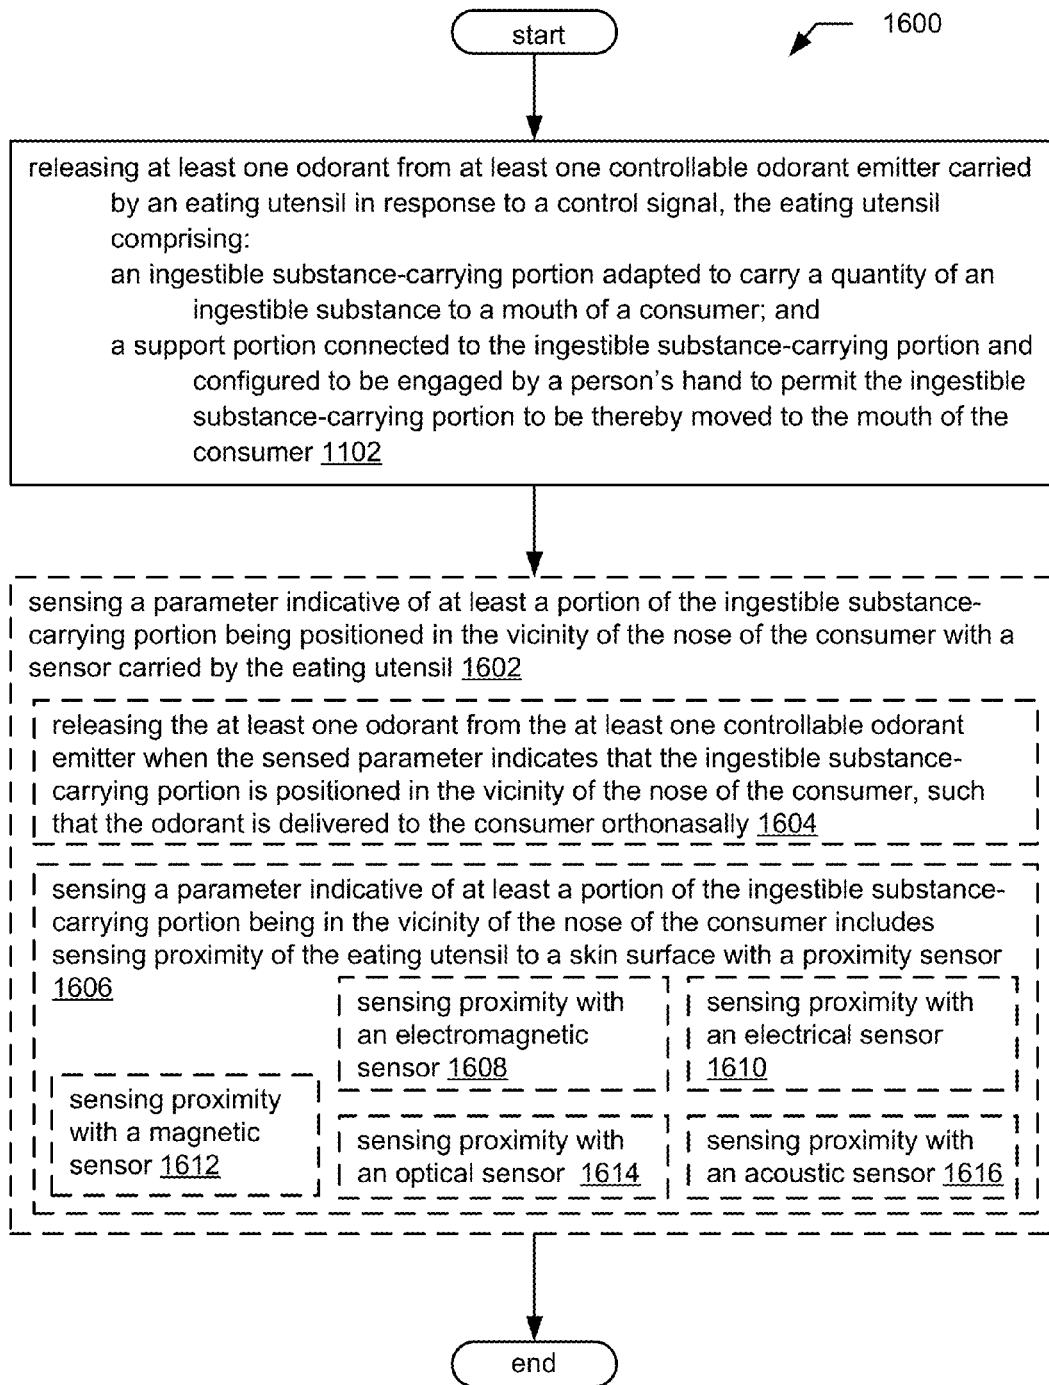 start
1600
releasing at least one odorant from at least one controllable odorant emitter carried
by an eating utensil in response to a control signal, the eating utensil
comprising:
an ingestible substance-carrying portion adapted to carry a quantity of an
ingestible substance to a mouth of a consumer; and
a support portion connected to the ingestible substance-carrying portion and
configured to be engaged by a person's hand to permit the ingestible
substance-carrying portion to be thereby moved to the mouth of the
consumer 1102
sensing a parameter indicative of at least a portion of the ingestible substance-
carrying portion being positioned in the vicinity of the nose of the consumer with a
sensor carried by the eating utensil 1602
releasing the at least one odorant from the at least one controllable odorant
emitter when the sensed parameter indicates that the ingestible substance-
carrying portion is positioned in the vicinity of the nose of the consumer, such
that the odorant is delivered to the consumer orthonasally 1604
sensing a parameter indicative of at least a portion of the ingestible substance-
carrying portion being in the vicinity of the nose of the consumer includes
sensing proximity of the eating utensil to a skin surface with a proximity sensor
1606
sensing proximity with
an electromagnetic
sensor 1608
sensing proximity with
an electrical sensor
1610
sensing proximity
with a magnetic
sensor 1612
sensing proximity with
an optical sensor 1614
sensing proximity with
an acoustic sensor 1616
end